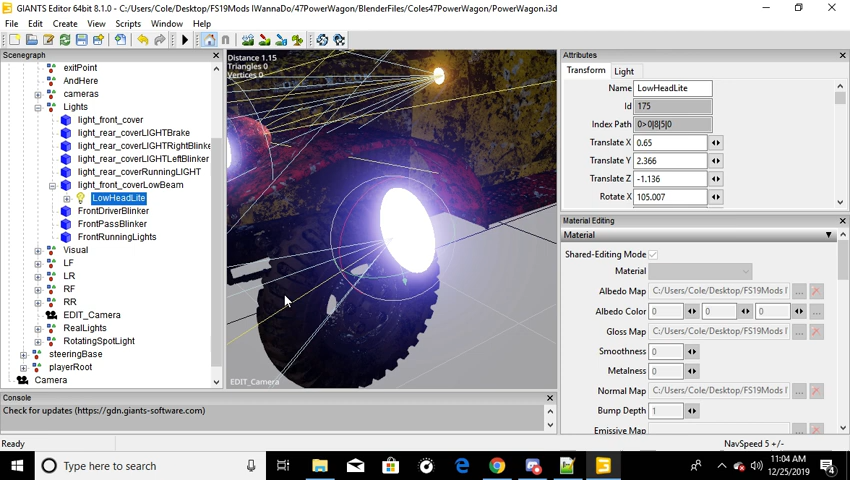 GIANTS Editor 64bit 8.1.0 - C:/Users/Cole/Desktop/FS19Mods IWannaDo/47PowerWagon/BlenderFiles/Coles47PowerWagon/PowerWagon.i3d
File Edit Create View Scripts Window Help
Scenegraph
exitPoint
AndHere
cameras
Lights
light_front_cover
light_rear_coverLIGHTBrake
light_rear_coverLIGHTRightBlinke
light_rear_coverLIGHTLeftBlinker
light_rear_coverRunningLIGHT
light_front_coverLowBeam
LowHeadLite
FrontDriverBlinker
FrontPassBlinker
FrontRunningLights
Visual
LF
LR
RF
RR
EDIT_Camera
RealLights
RotatingSpotLight
steeringBase
playerRoot
Camera
Distance 1.15
Triangles 0
Vertices 0
EDIT_Camera
Attributes
Transform Light
Name LowHeadLite
Id 175
Index Path 0>0|8|5|0
Translate X 0.65
Translate Y 2.366
Translate Z -1.136
Rotate X 105.007
Material Editing
Material
Shared-Editing Mode
Material
Albedo Map C:/Users/Cole/Desktop/FS19Mods I ...
Albedo Color 0 0 0 ...
Gloss Map C:/Users/Cole/Desktop/FS19Mods I ...
Smoothness 0
Metalness 0
Normal Map C:/Users/Cole/Desktop/FS19Mods I ...
Bump Depth 1
Emissive Map
Console
Check for updates (https://gdn.giants-software.com)
Ready
NavSpeed 5 +/-
Type here to search
11:04 AM
12/25/2019
4